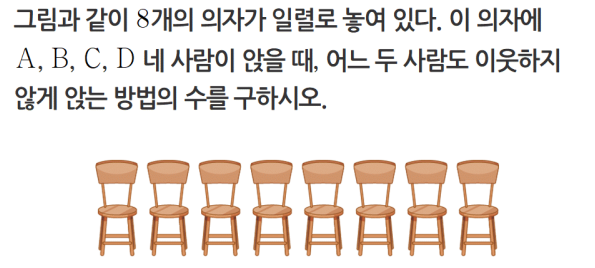 그림과 같이 8개의 의자가 일렬로 놓여 있다. 이 의자에
A, B, C, D 네 사람이 앉을 때, 어느 두 사람도 이웃하지
않게 앉는 방법의 수를 구하시오.